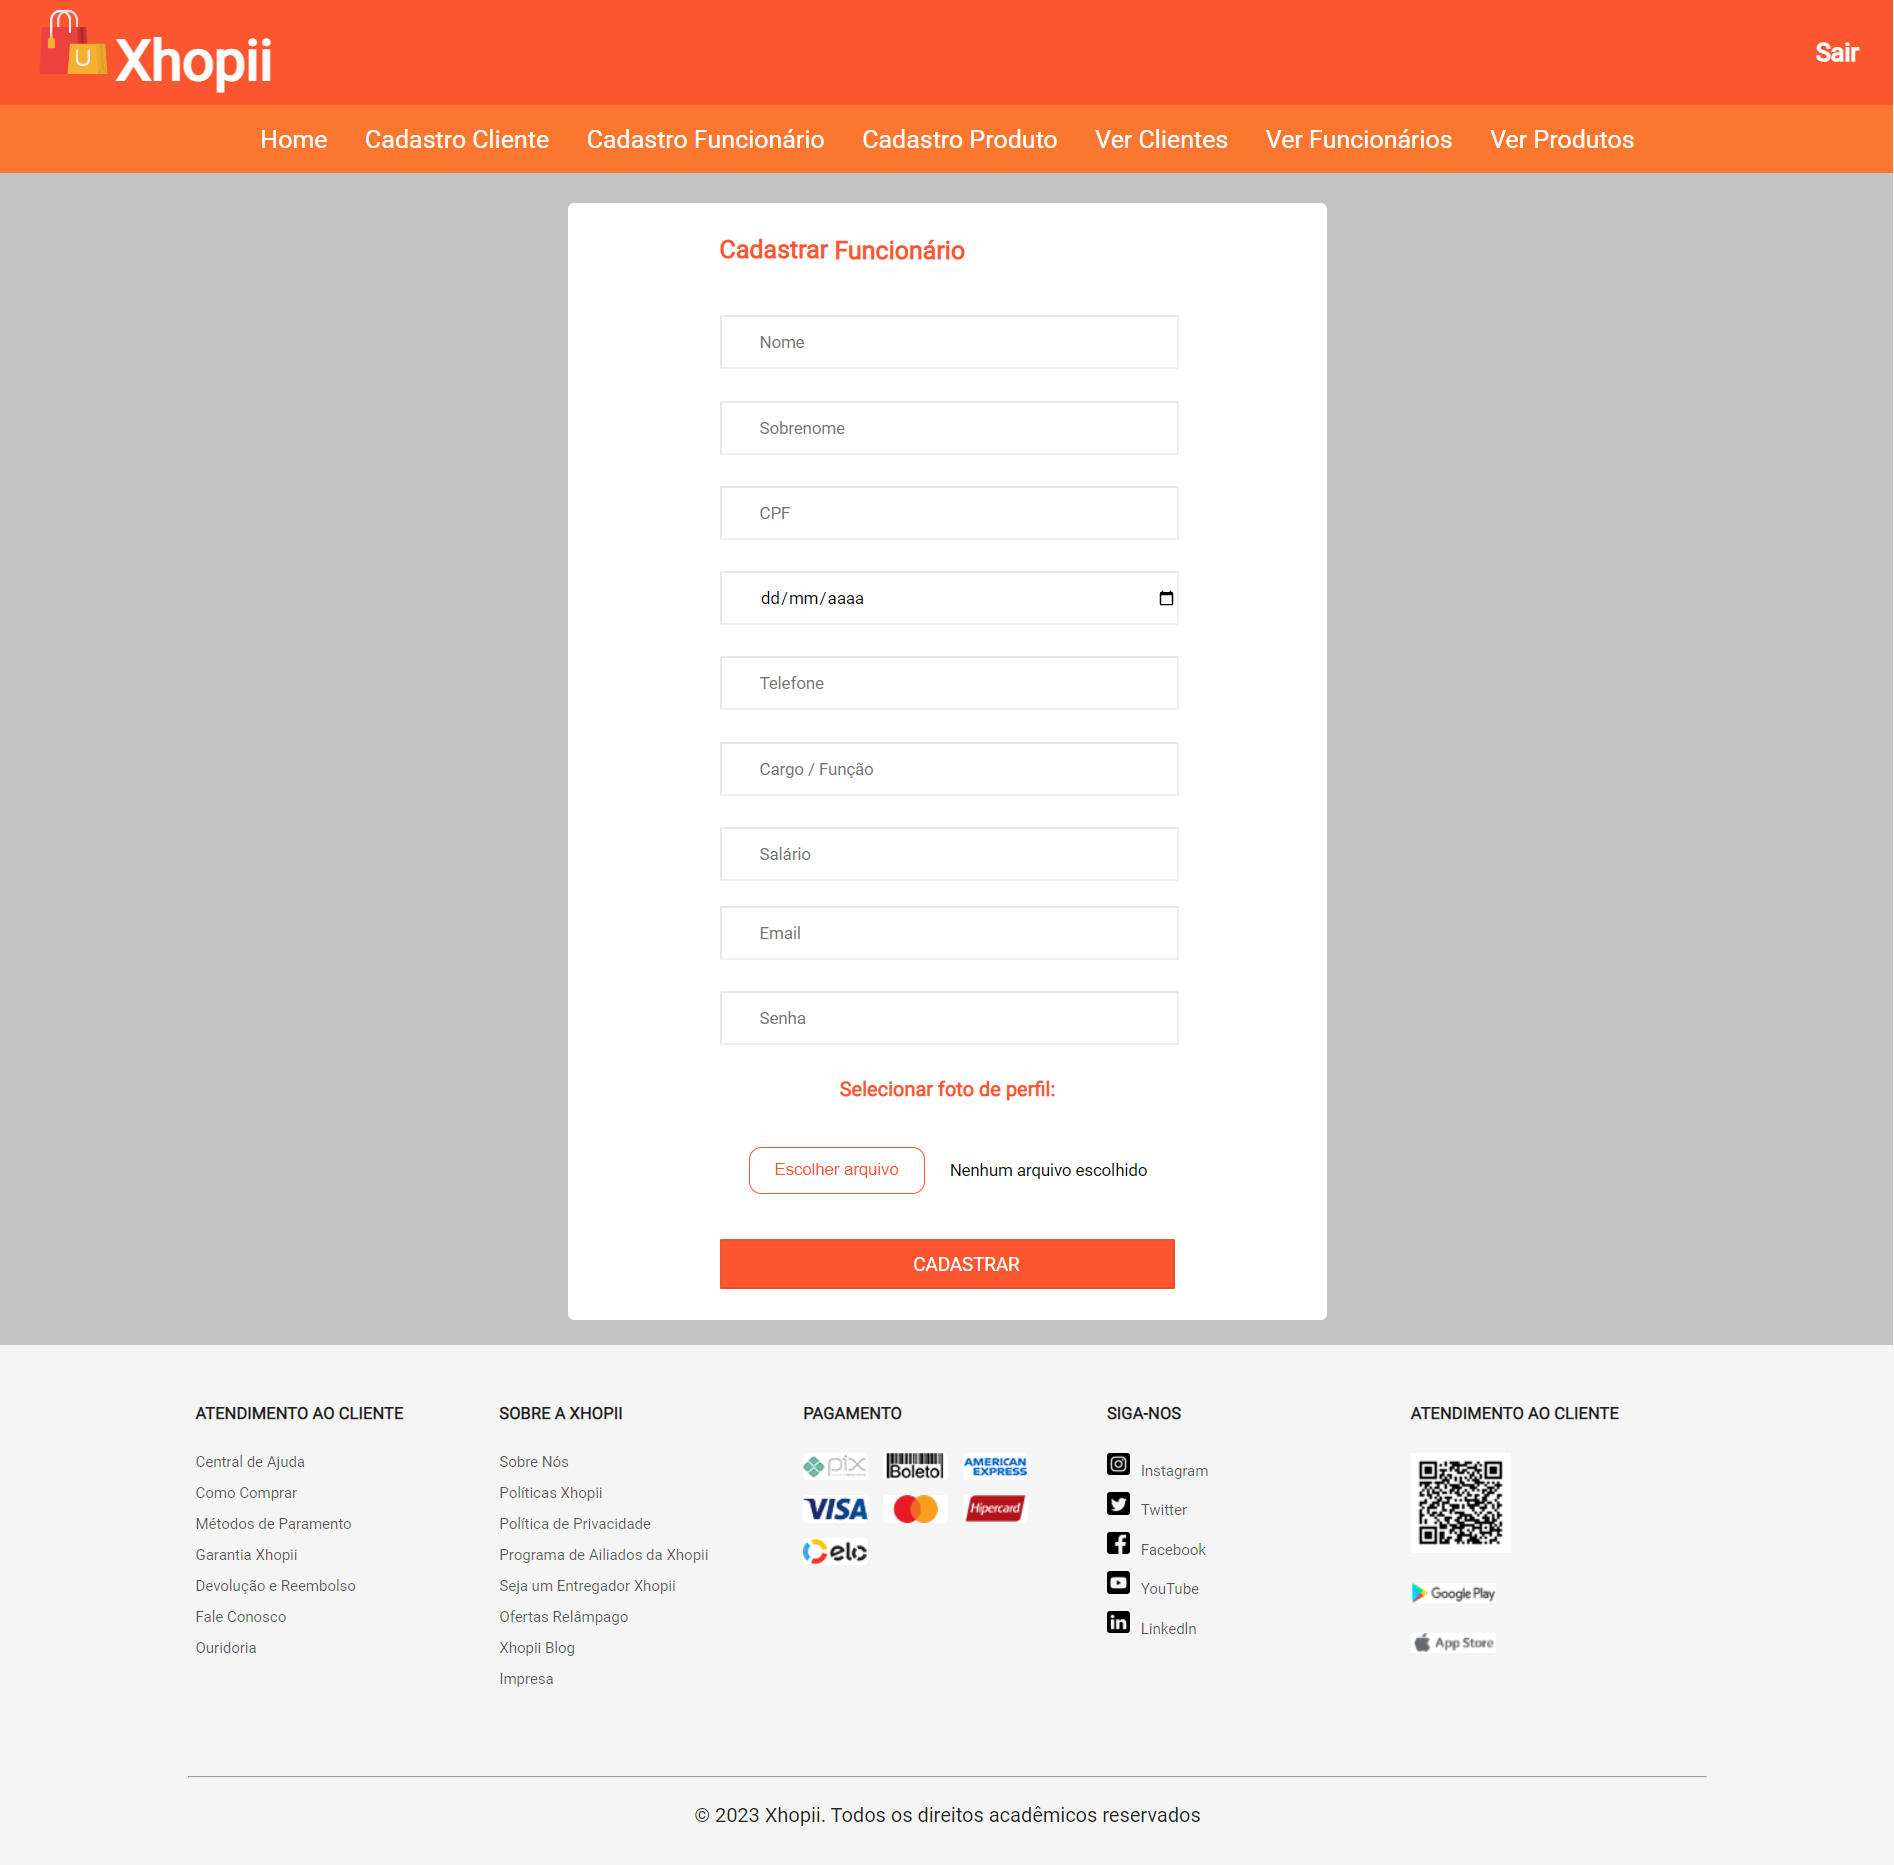 U
Xhopii
Sair
Home Cadastro Cliente Cadastro Funcionário Cadastro Produto Ver Clientes Ver Funcionários Ver Produtos
Cadastrar Funcionário
Nome
Sobrenome
CPF
dd/mm/aaaa
Telefone
Cargo / Função
Salário
Email
Senha
Selecionar foto de perfil:
Escolher arquivo Nenhum arquivo escolhido
CADASTRAR
ATENDIMENTO AO CLIENTE
Central de Ajuda
Como Comprar
Métodos de Paramento
Garantia Xhopii
Devolução e Reembolso
Fale Conosco
Ouridoria
SOBRE A XHOPII
Sobre Nós
Políticas Xhopii
Política de Privacidade
Programa de Ailiados da Xhopii
Seja um Entregador Xhopii
Ofertas Relâmpago
Xhopii Blog
Impresa
PAGAMENTO
pix Boleto AMERICAN EXPRESS
VISA Hipercard
elo
SIGA-NOS
Instagram
Twitter
Facebook
YouTube
LinkedIn
ATENDIMENTO AO CLIENTE
Google Play
App Store
© 2023 Xhopii. Todos os direitos acadêmicos reservados